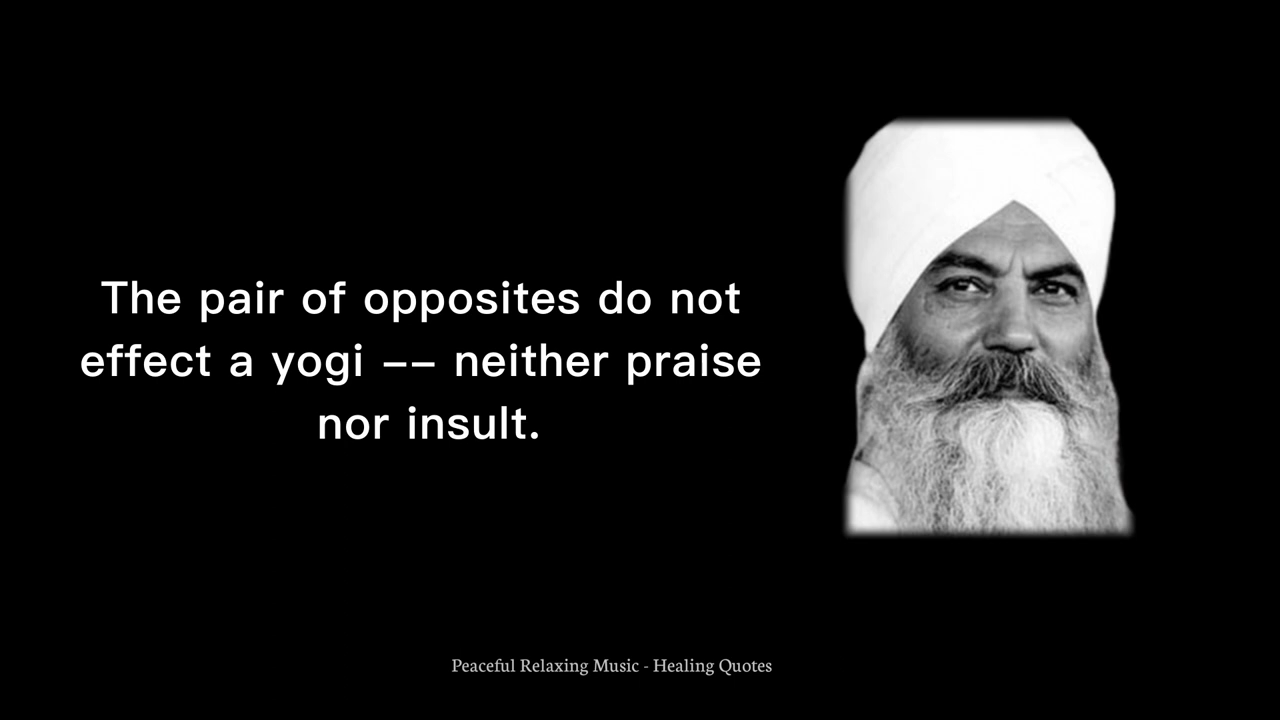 The pair of opposites do not
effect a yogi -- neither praise
nor insult.
Peaceful Relaxing Music - Healing Quotes